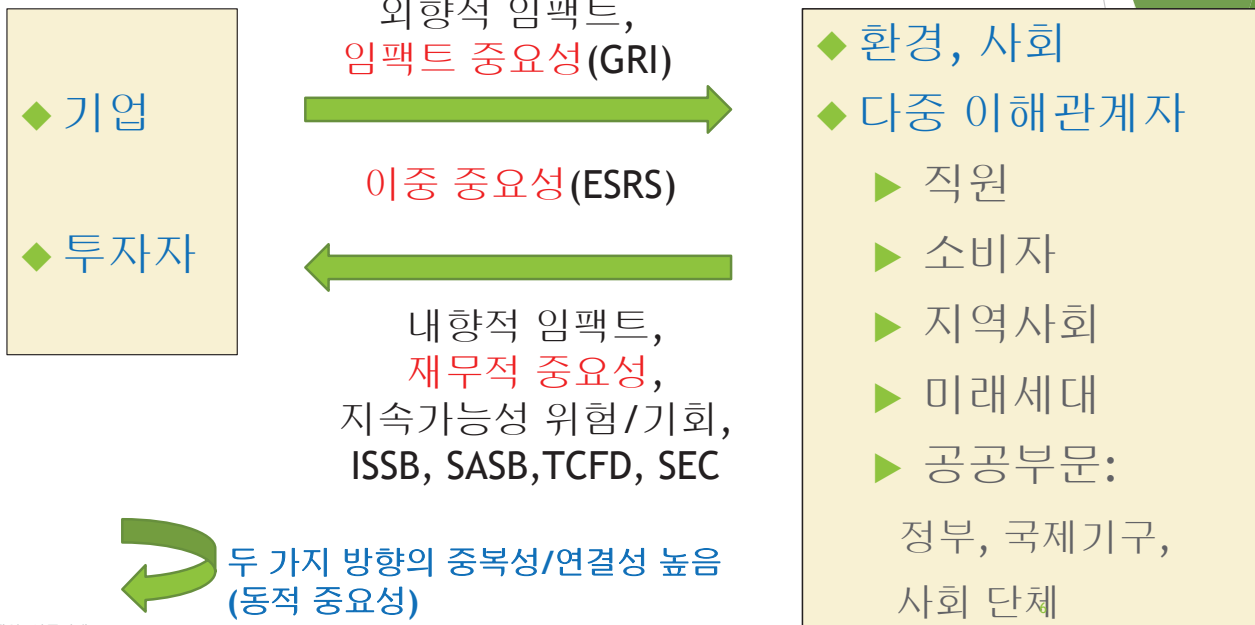 기업
투자자
외향적 임팩트,
임팩트 중요성(GRI)
이중 중요성(ESRS)
내향적 임팩트,
재무적 중요성,
지속가능성 위험/기회,
ISSB, SASB,TCFD, SEC
두 가지 방향의 중복성/연결성 높음
(동적 중요성)
환경, 사회
다중 이해관계자
직원
소비자
지역사회
미래세대
공공부문:
정부, 국제기구,
사회 단체